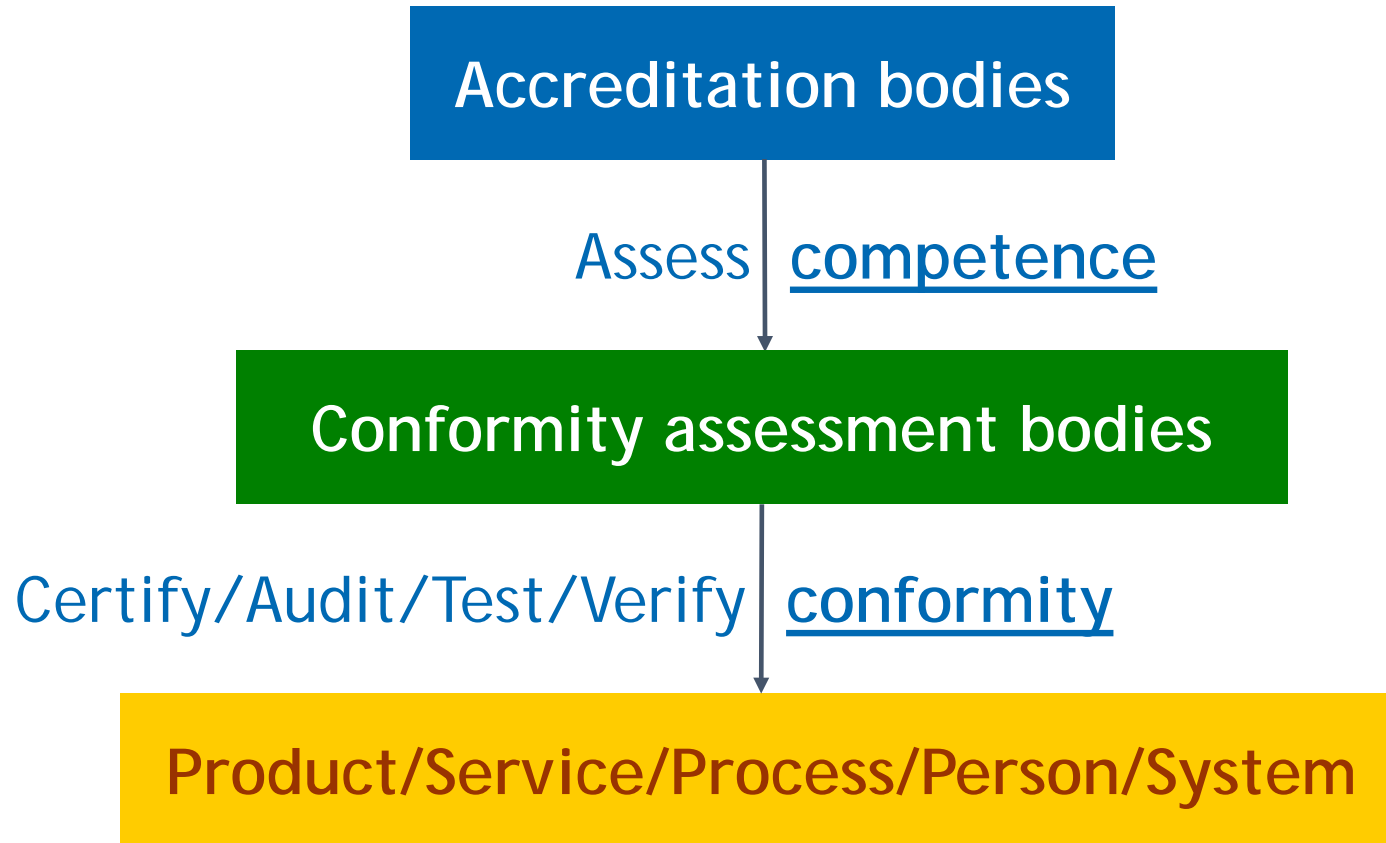 Accreditation bodies
Assess competence
Conformity assessment bodies
Certify/Audit/Test/Verify conformity
Product/Service/Process/Person/System